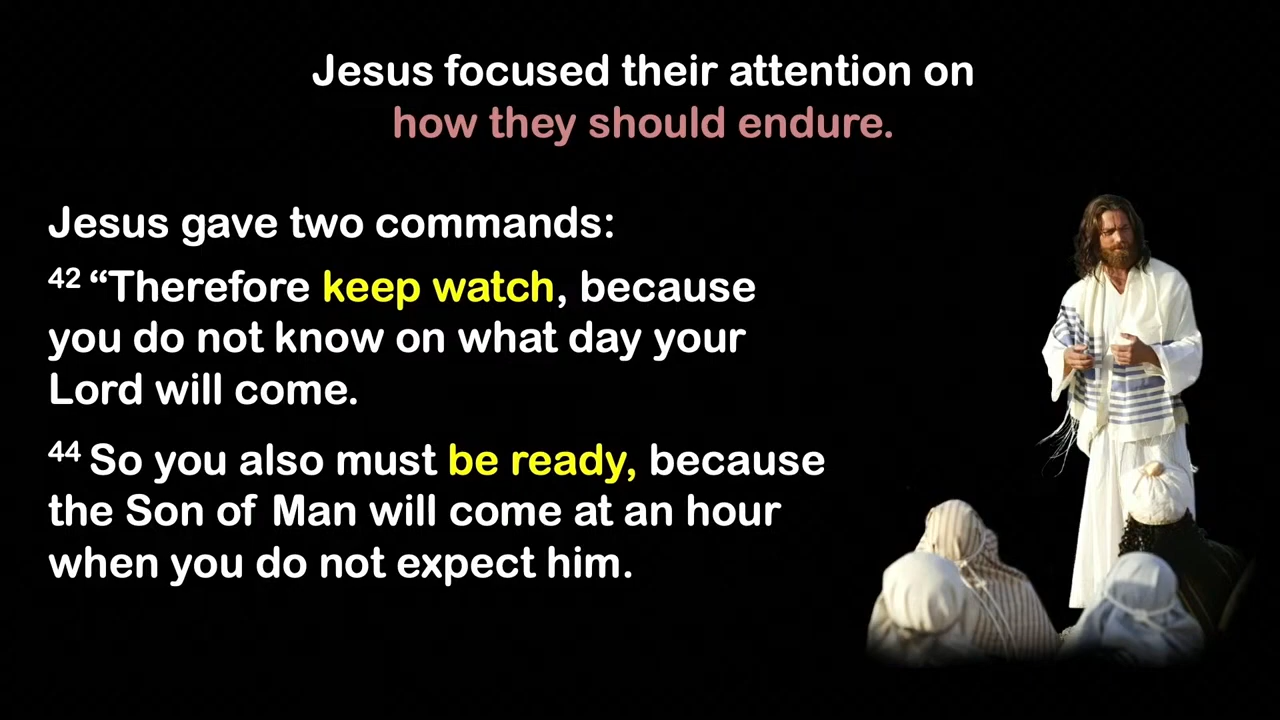 Jesus focused their attention on
how they should endure.
Jesus gave two commands:
42 “Therefore keep watch, because
you do not know on what day your
Lord will come.
44 So you also must be ready, because
the Son of Man will come at an hour
when you do not expect him.